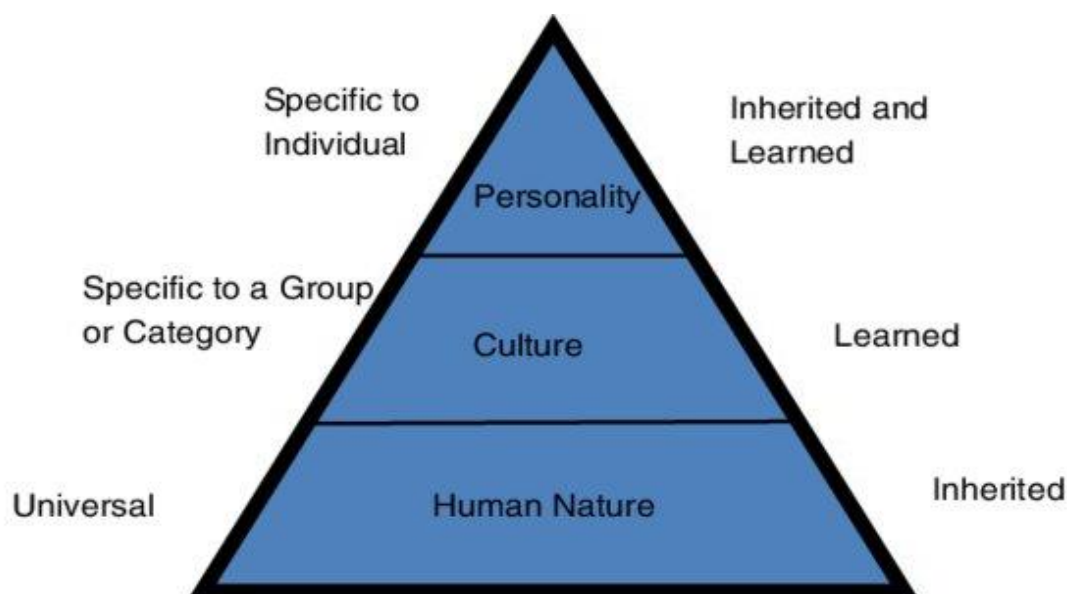 Specific to
Individual
Inherited and
Learned
Personality
Specific to a Group
or Category
Culture
Learned
Universal
Human Nature
Inherited